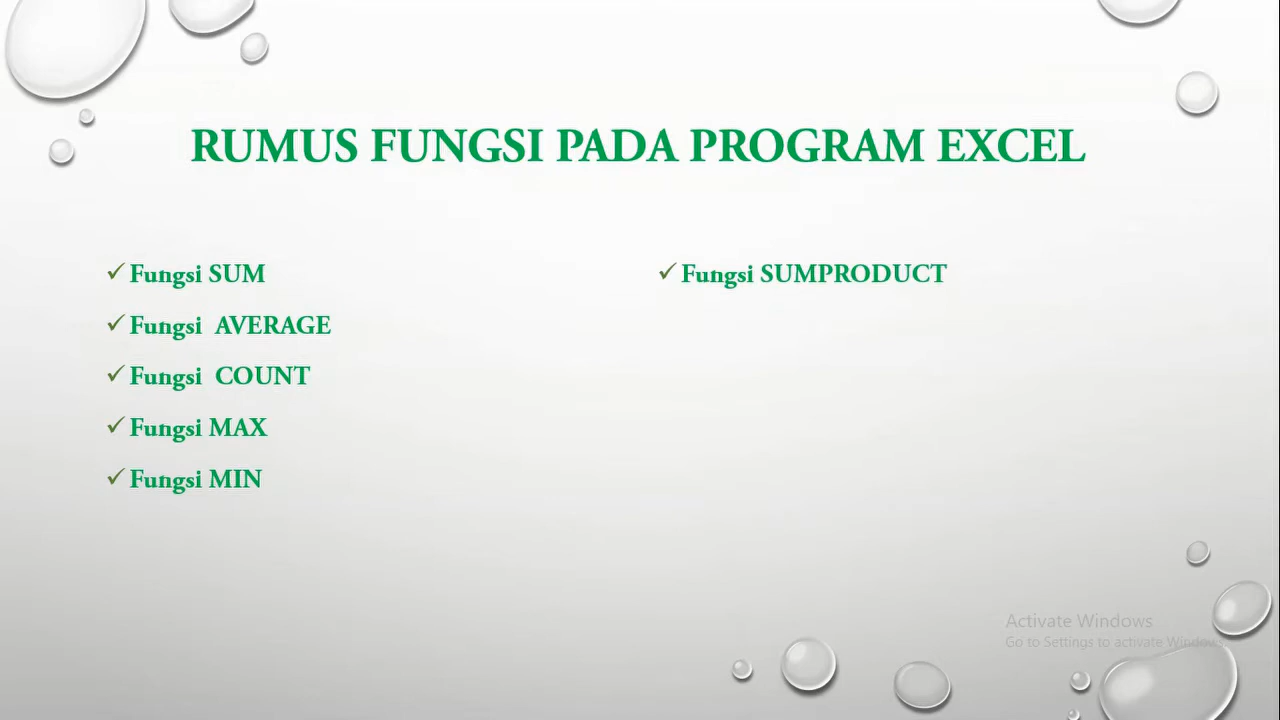 RUMUS FUNGSI PADA PROGRAM EXCEL
✓ Fungsi SUM
✓ Fungsi AVERAGE
✓ Fungsi COUNT
✓ Fungsi MAX
✓ Fungsi MIN
✓ Fungsi SUMPRODUCT
Activate Windows
Go to Settings to activate Windows.